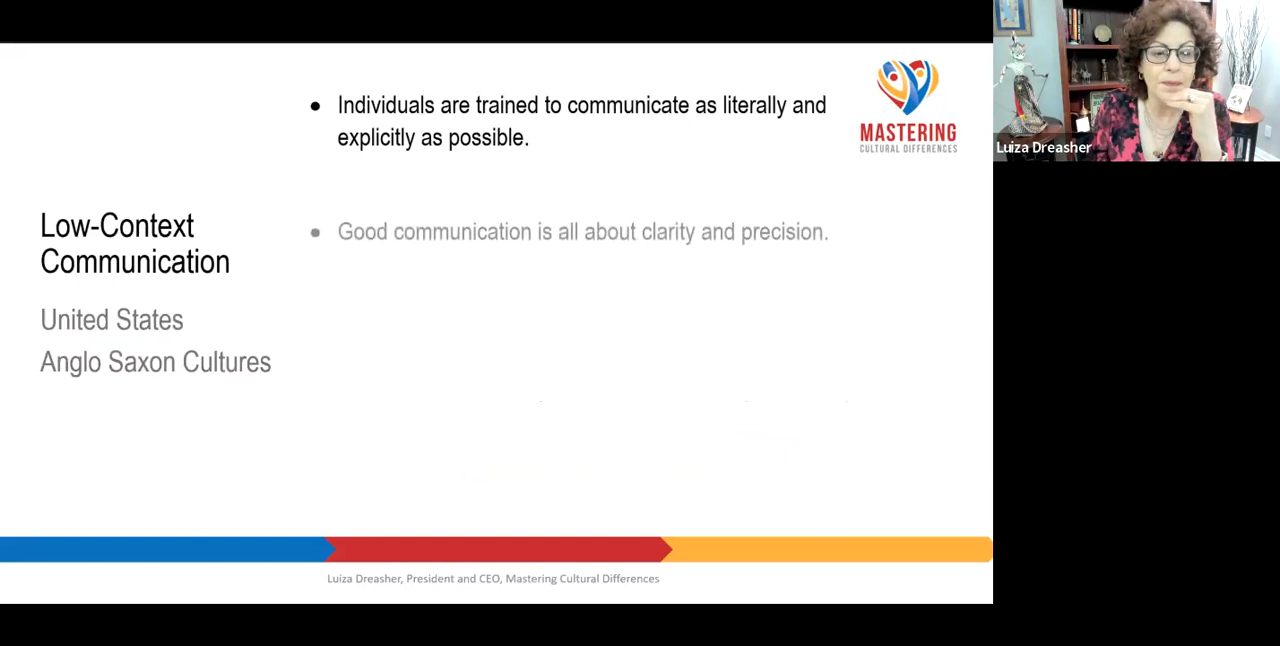 • Individuals are trained to communicate as literally and
explicitly as possible.
MASTERING
CULTURAL DIFFERENCES
Luiza Dreasher
Low-Context
Communication
• Good communication is all about clarity and precision.
United States
Anglo Saxon Cultures
Luiza Dreasher, President and CEO, Mastering Cultural Differences